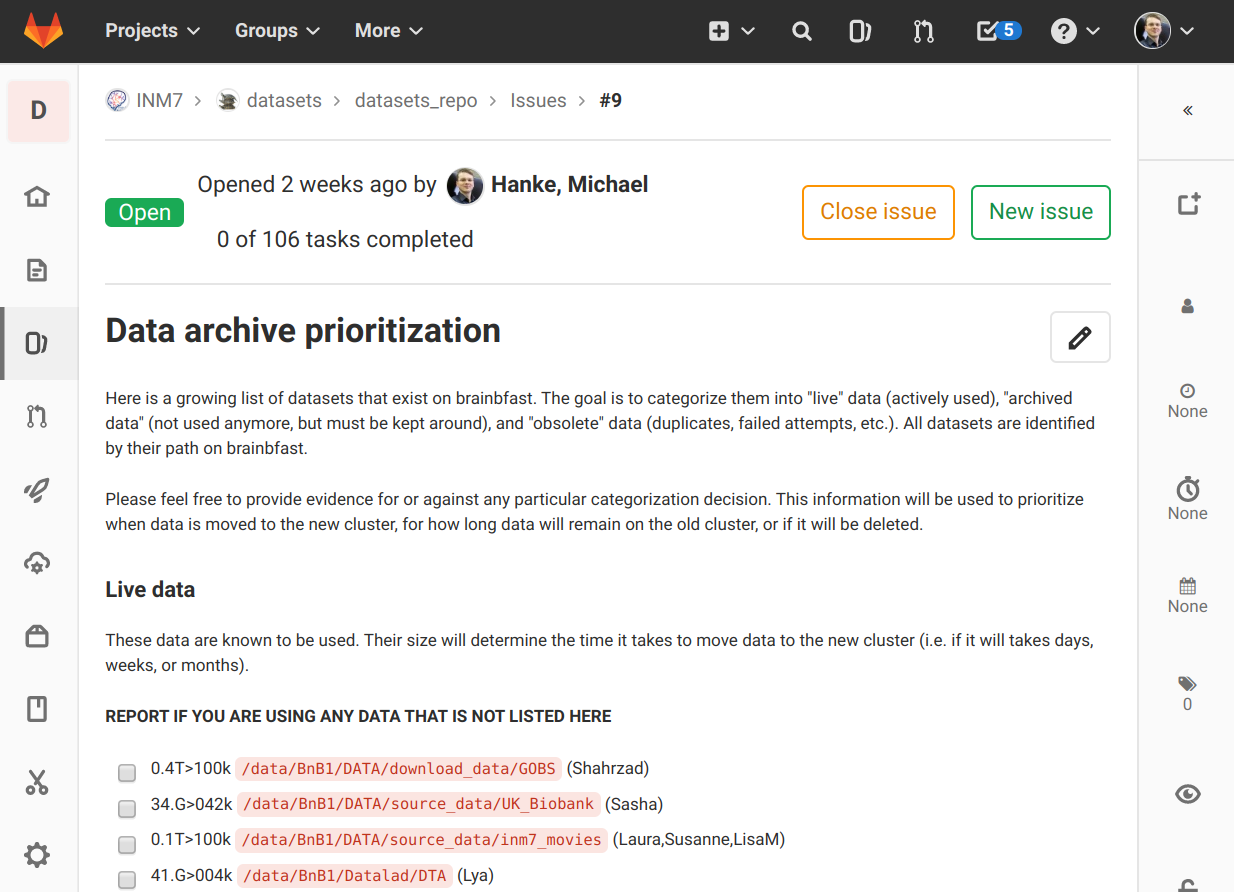 Projects Groups More 5
D
INM7 > datasets > datasets_repo > Issues > #9
Opened 2 weeks ago by Hanke, Michael
Open
0 of 106 tasks completed
Close issue New issue
Data archive prioritization
Here is a growing list of datasets that exist on brainbfast. The goal is to categorize them into "live" data (actively used), "archived
data" (not used anymore, but must be kept around), and "obsolete" data (duplicates, failed attempts, etc.). All datasets are identified
by their path on brainbfast.
None
Please feel free to provide evidence for or against any particular categorization decision. This information will be used to prioritize
when data is moved to the new cluster, for how long data will remain on the old cluster, or if it will be deleted.
None
Live data
None
These data are known to be used. Their size will determine the time it takes to move data to the new cluster (i.e. if it will takes days,
weeks, or months).
0
REPORT IF YOU ARE USING ANY DATA THAT IS NOT LISTED HERE
0.4T>100k /data/BnB1/DATA/download_data/GOBS (Shahrzad)
34.G>042k /data/BnB1/DATA/source_data/UK_Biobank (Sasha)
0.1T>100k /data/BnB1/DATA/source_data/inm7_movies (Laura,Susanne,LisaM)
41.G>004k /data/BnB1/Datalad/DTA (Lya)